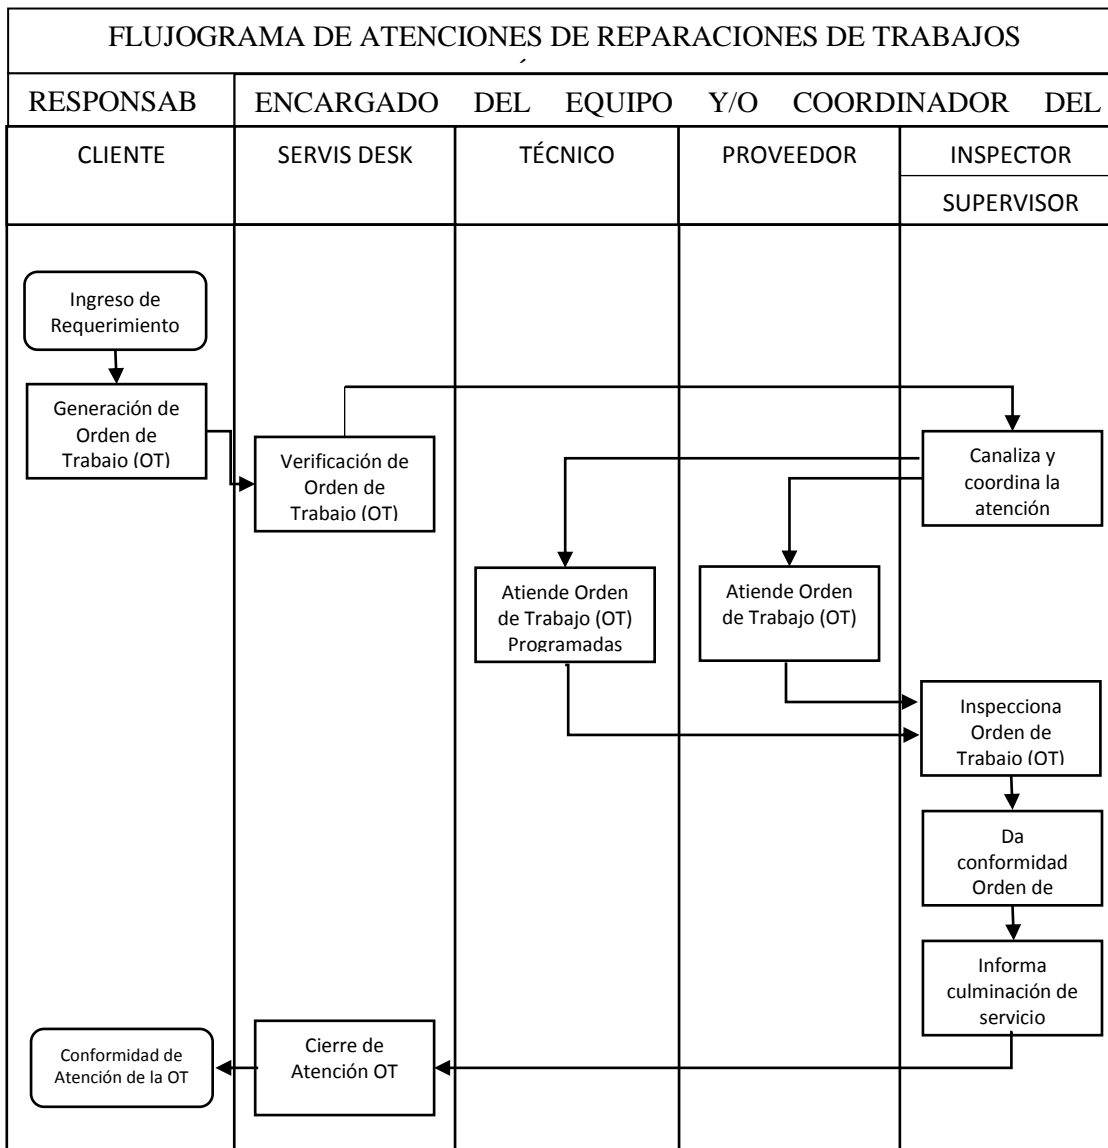 FLUJOGRAMA DE ATENCIONES DE REPARACIONES DE TRABAJOS
RESPONSAB
ENCARGADO DEL EQUIPO Y/O COORDINADOR DEL
CLIENTE
SERVIS DESK
TÉCNICO
PROVEEDOR
INSPECTOR
SUPERVISOR
Ingreso de
Requerimiento
Generación de
Orden de
Trabajo (OT)
Verificación de
Orden de
Trabajo (OT)
Canaliza y
coordina la
atención
Atiende Orden
de Trabajo (OT)
Programadas
Atiende Orden
de Trabajo (OT)
Inspecciona
Orden de
Trabajo (OT)
Da
conformidad
Orden de
Informa
culminación de
servicio
Cierre de
Atención OT
Conformidad de
Atención de la OT